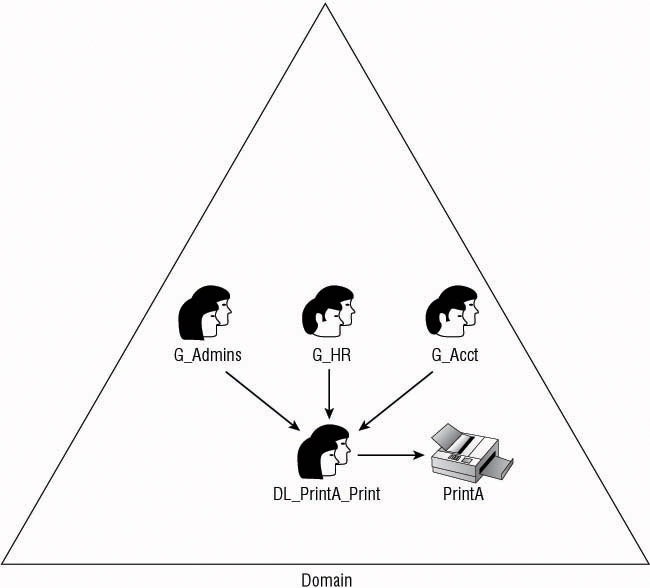 G_Admins
G_HR
G_Acct
DL_PrintA_Print
PrintA
Domain